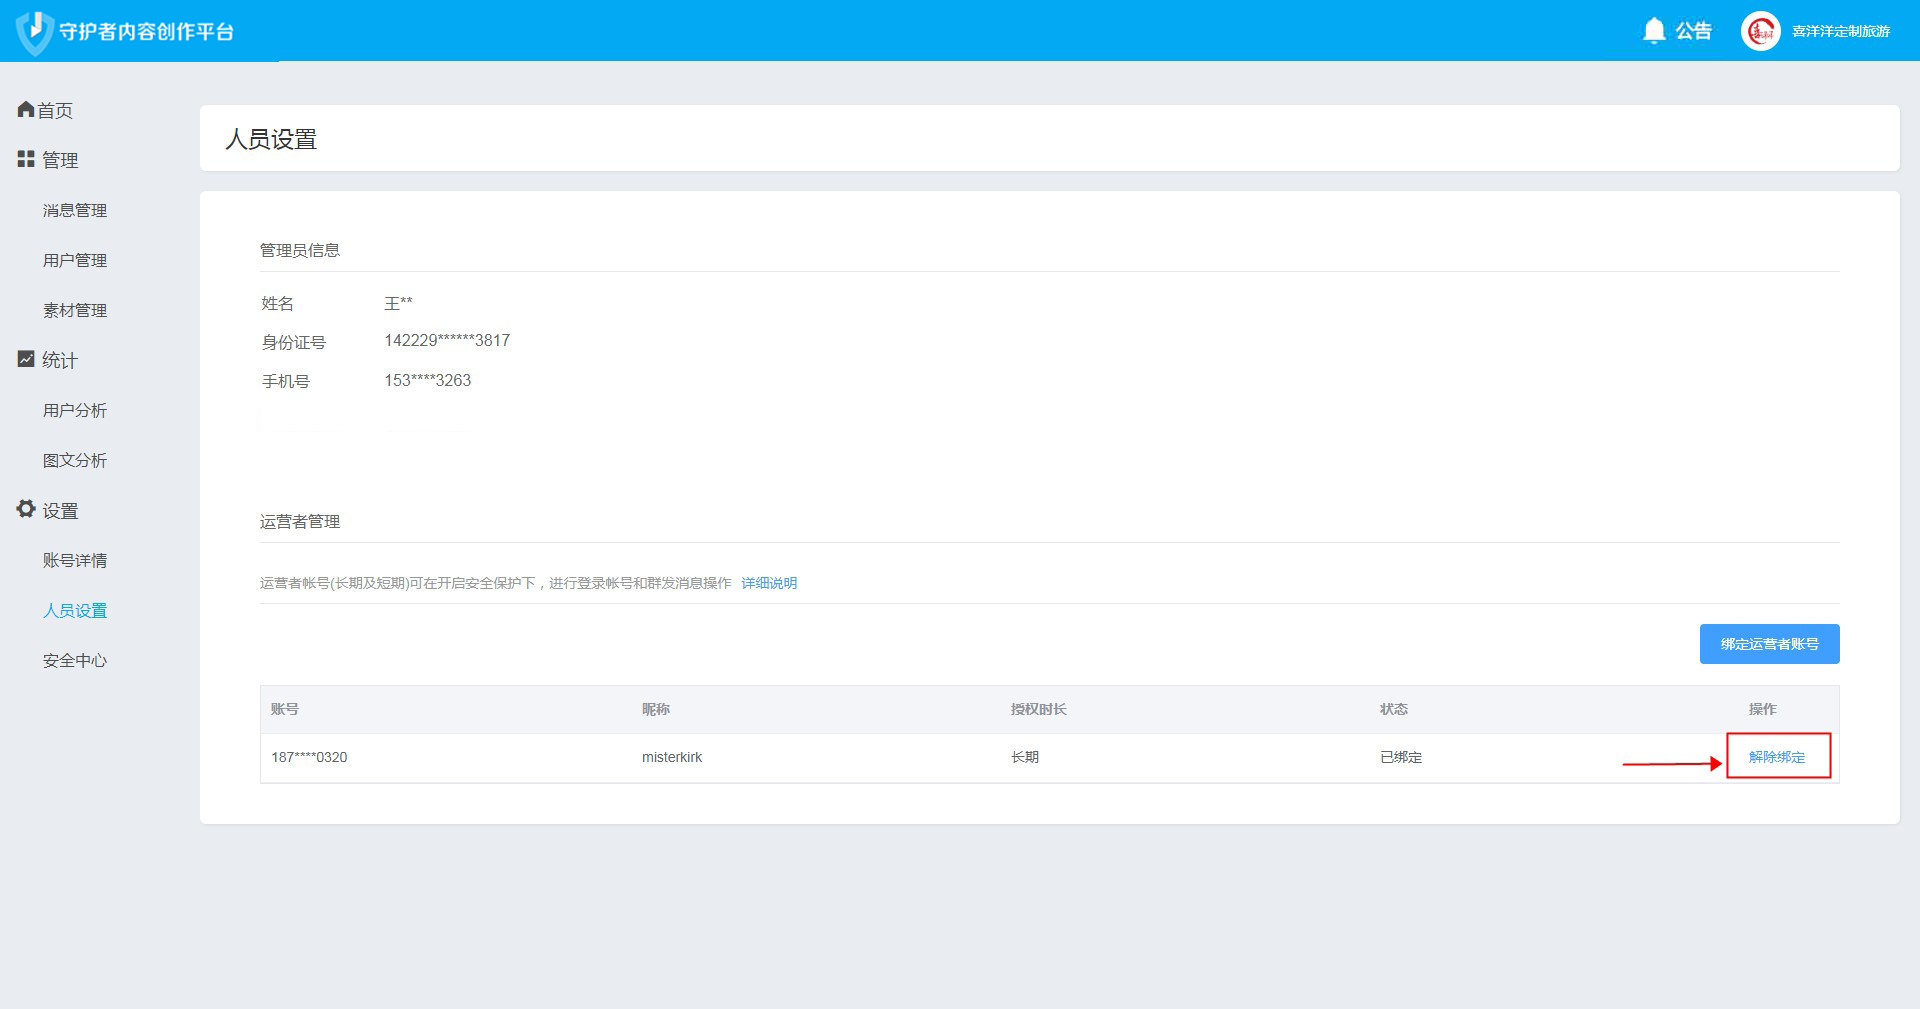 守护者内容创作平台
公告
喜洋洋定制旅游
首页
管理
消息管理
用户管理
素材管理
统计
用户分析
图文分析
设置
账号详情
人员设置
安全中心
人员设置
管理员信息
姓名 王**
身份证号 142229******3817
手机号 153****3263
运营者管理
运营者帐号(长期及短期)可在开启安全保护下，进行登录帐号和群发消息操作 详细说明
绑定运营者账号
账号 昵称 授权时长 状态 操作
187****0320 misterkirk 长期 已绑定 解除绑定